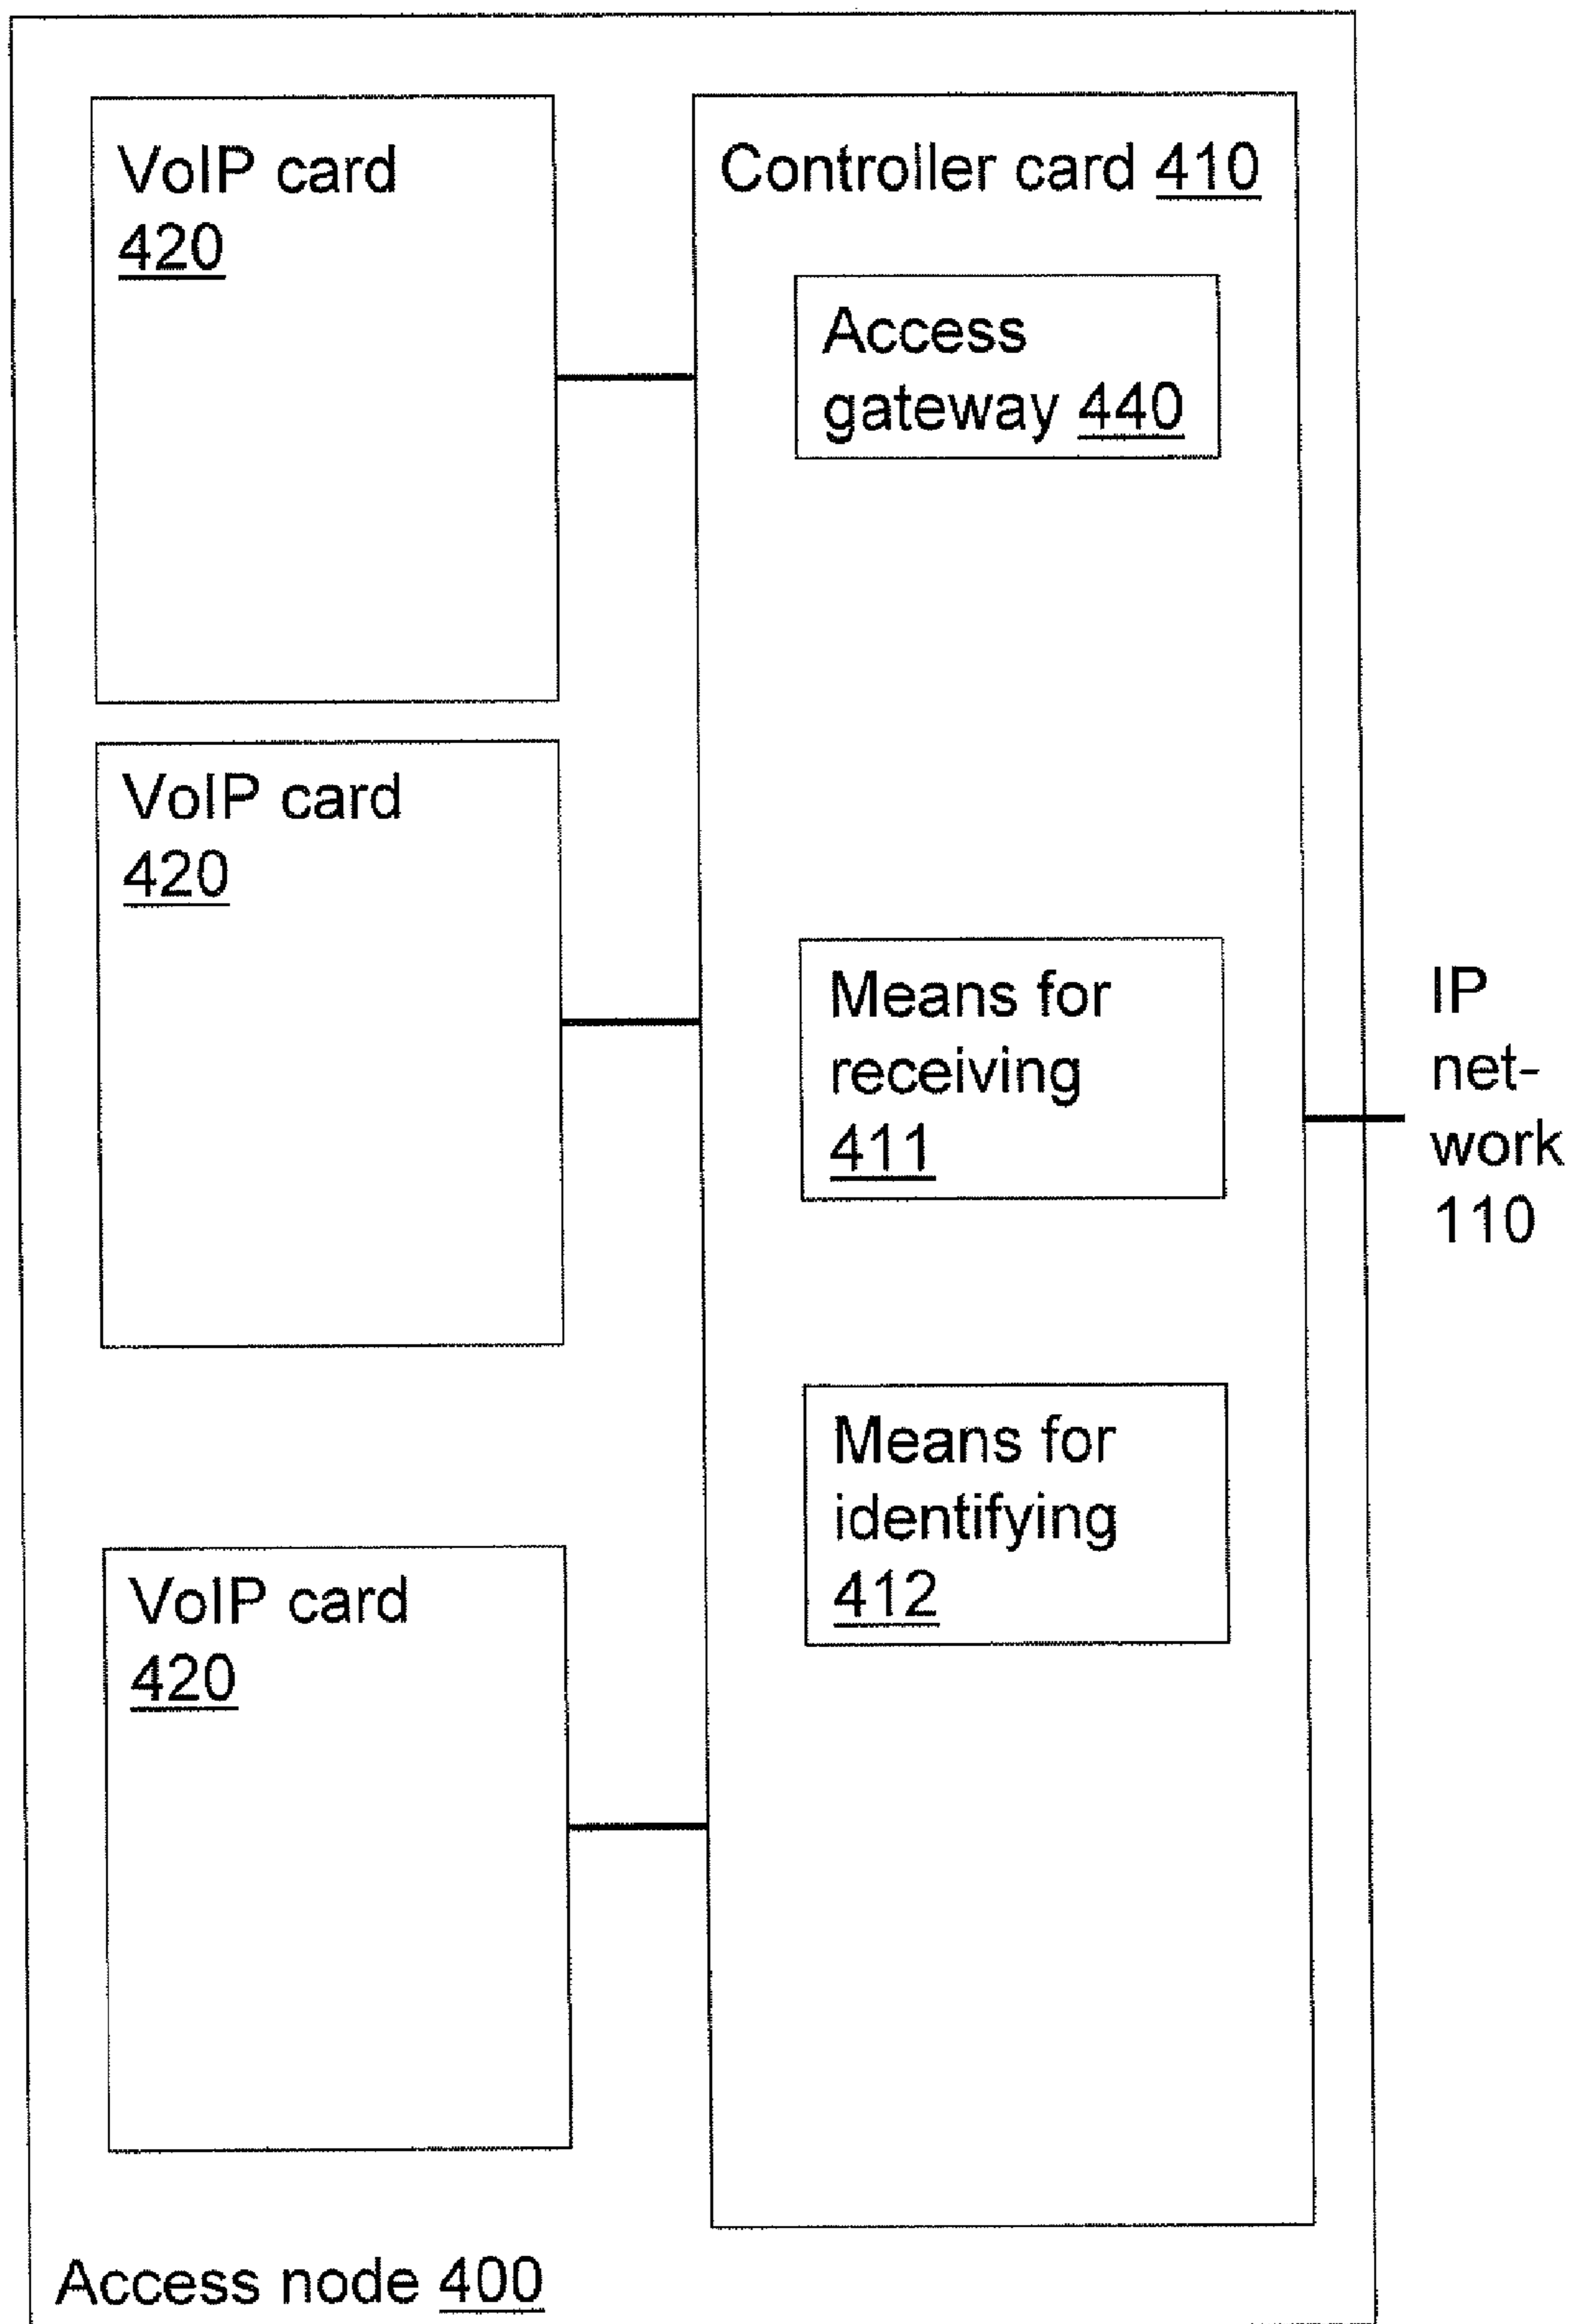 VoIP card
420
Controller card 410
Access
gateway 440
VoIP card
420
Means for
receiving
411
IP
net-
work
110
Means for
identifying
412
VoIP card
420
Access node 400